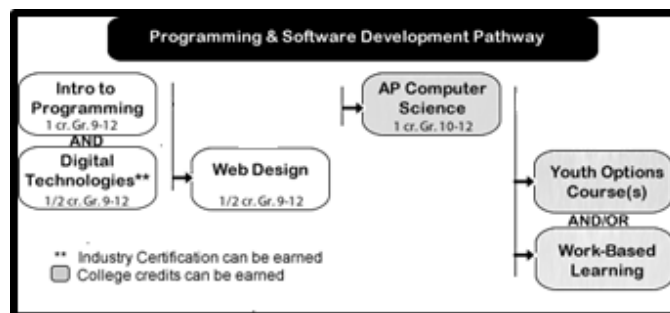 Programming & Software Development Pathway
Intro to
Programming
1 cr. Gr. 9-12
AND
Digital
Technologies**
1/2 cr. Gr. 9-12
Web Design
1/2 cr. Gr. 9-12
AP Computer
Science
1 cr. Gr. 10-12
Youth Options
Course(s)
AND/OR
Work-Based
Learning
** Industry Certification can be earned
College credits can be earned